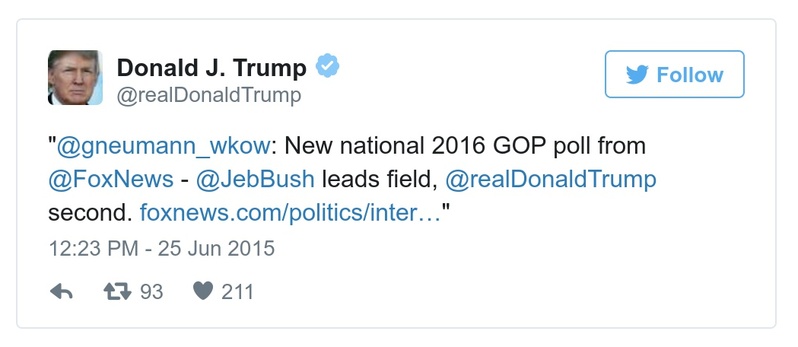 Donald J. Trump
Follow
@realDonaldTrump
"@gneumann_wkow: New national 2016 GOP poll from
@FoxNews - @JebBush leads field, @realDonaldTrump
second. foxnews.com/politics/inter…"
12:23 PM - 25 Jun 2015
93 211